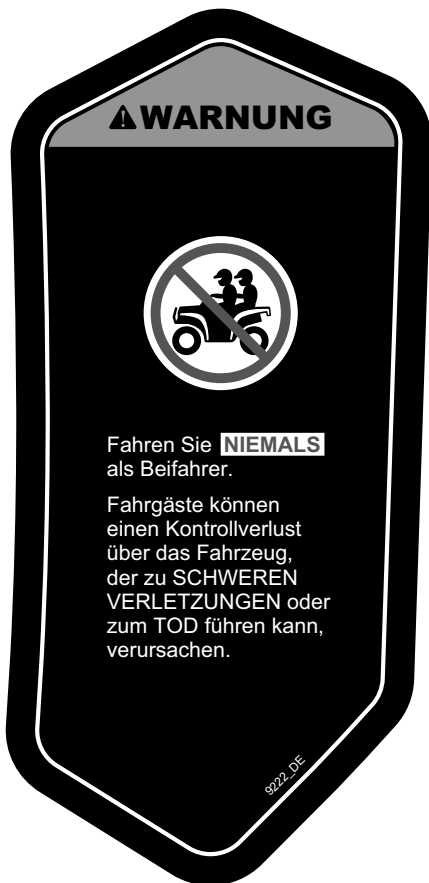 WARNUNG
Fahren Sie NIEMALS
als Beifahrer.
Fahrgäste können
einen Kontrollverlust
über das Fahrzeug,
der zu SCHWEREN
VERLETZUNGEN oder
zum TOD führen kann,
verursachen.
9222_DE